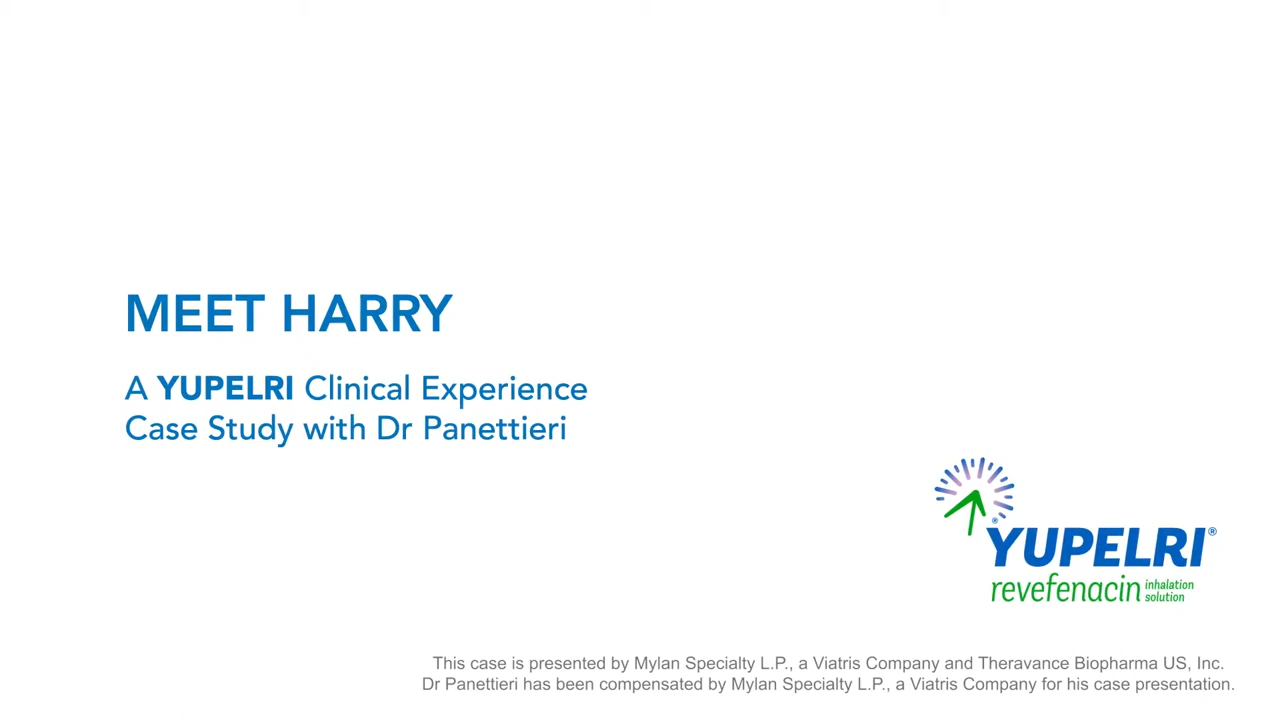 MEET HARRY
A YUPELRI Clinical Experience
Case Study with Dr Panettieri
® YUPELRI®
revefenacin inhalation solution
This case is presented by Mylan Specialty L.P., a Viatris Company and Theravance Biopharma US, Inc.
Dr Panettieri has been compensated by Mylan Specialty L.P., a Viatris Company for his case presentation.